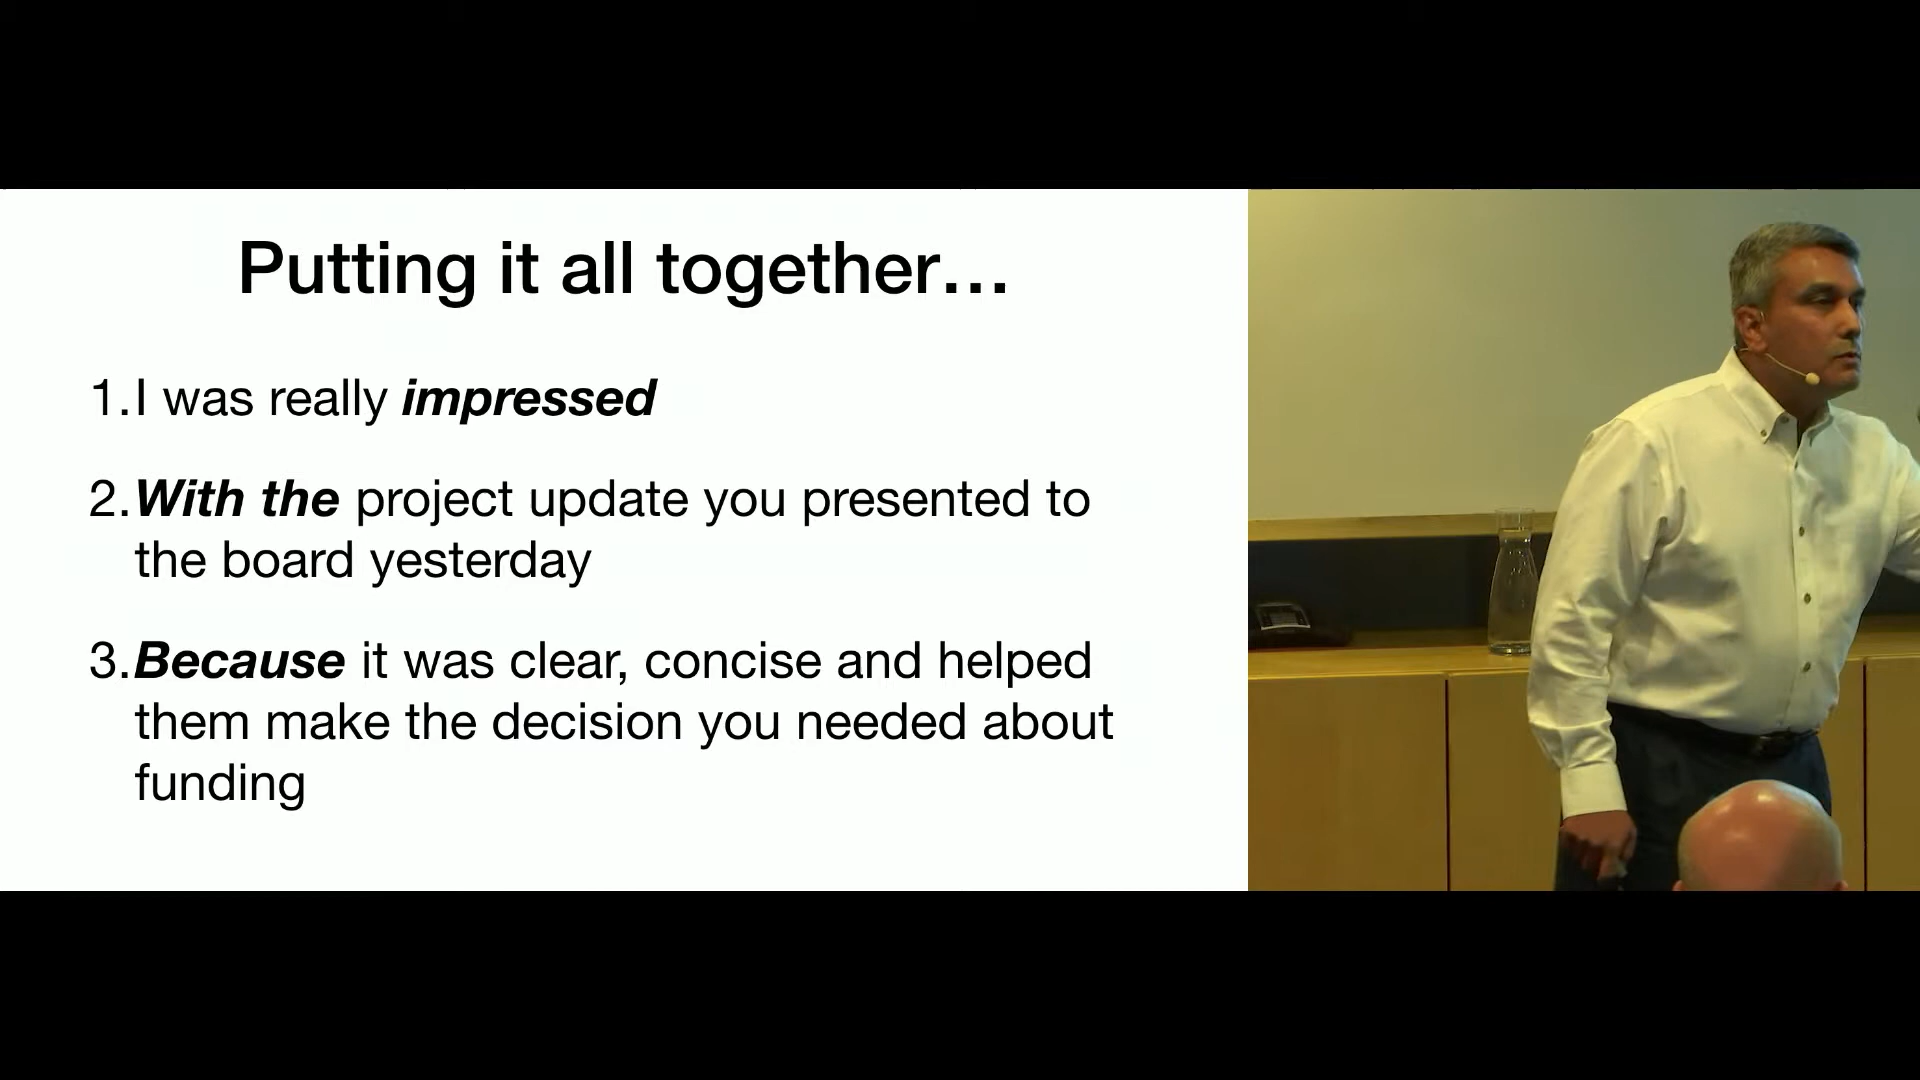 Putting it all together…
1.I was really impressed
2.With the project update you presented to
the board yesterday
3.Because it was clear, concise and helped
them make the decision you needed about
funding